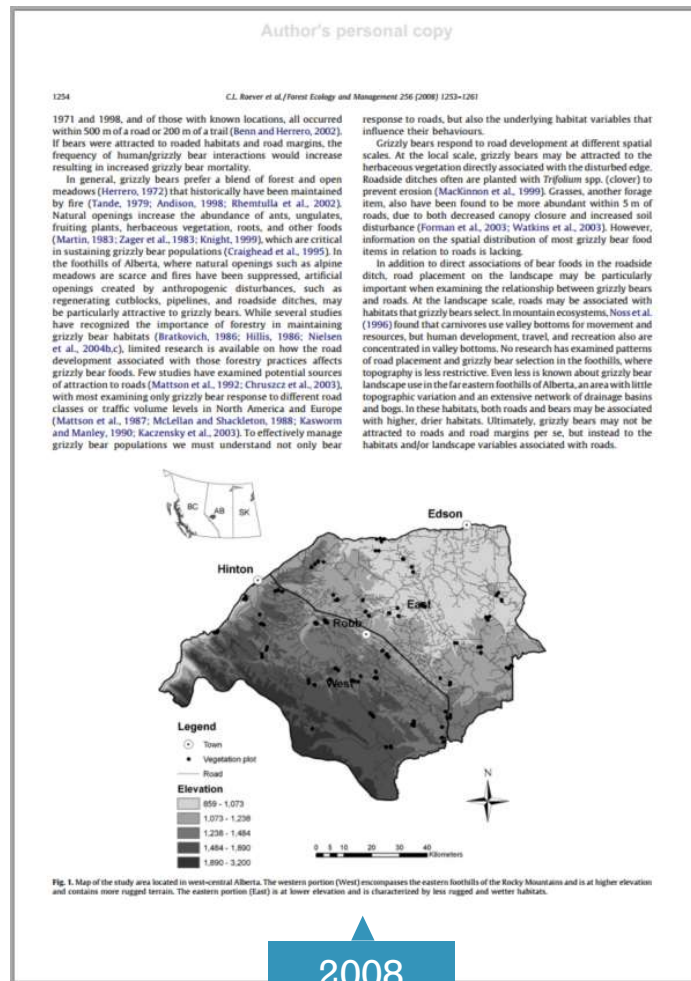 Author's personal copy
1254
C.L. Roever et al. / Forest Ecology and Management 256 (2008) 1253–1261
1971 and 1998, and of those with known locations, all occurred
within 500 m of a road or 200 m of a trail (Benn and Herrero, 2002).
If bears were attracted to roaded habitats and road margins, the
frequency of human/grizzly bear interactions would increase
resulting in increased grizzly bear mortality.
In general, grizzly bears prefer a blend of forest and open
meadows (Herrero, 1972) that historically have been maintained
by fire (Tande, 1979; Andison, 1998; Rhemtulla et al., 2002).
Natural openings increase the abundance of ants, ungulates,
fruiting plants, herbaceous vegetation, roots, and other foods
(Martin, 1983; Zager et al., 1983; Knight, 1999), which are critical
in sustaining grizzly bear populations (Craighead et al., 1995). In
the foothills of Alberta, where natural openings such as alpine
meadows are scarce and fires have been suppressed, artificial
openings created by anthropogenic disturbances, such as
regenerating cutblocks, pipelines, and roadside ditches, may
be particularly attractive to grizzly bears. While several studies
have recognized the importance of forestry in maintaining
grizzly bear habitats (Bratkovich, 1986; Hillis, 1986; Nielsen
et al., 2004b,c), limited research is available on how the road
development associated with those forestry practices affects
grizzly bear foods. Few studies have examined potential sources
of attraction to roads (Mattson et al., 1992; Chruszcz et al., 2003),
with most examining only grizzly bear response to different road
classes or traffic volume levels in North America and Europe
(Mattson et al., 1987; McLellan and Shackleton, 1988; Kasworm
and Manley, 1990; Kaczensky et al., 2003). To effectively manage
grizzly bear populations we must understand not only bear
response to roads, but also the underlying habitat variables that
influence their behaviours.
Grizzly bears respond to road development at different spatial
scales. At the local scale, grizzly bears may be attracted to the
herbaceous vegetation directly associated with the disturbed edge.
Roadside ditches often are planted with Trifolium spp. (clover) to
prevent erosion (MacKinnon et al., 1999). Grasses, another forage
item, also have been found to be more abundant within 5 m of
roads, due to both decreased canopy closure and increased soil
disturbance (Forman et al., 2003; Watkins et al., 2003). However,
information on the spatial distribution of most grizzly bear food
items in relation to roads is lacking.
In addition to direct associations of bear foods in the roadside
ditch, road placement on the landscape may be particularly
important when examining the relationship between grizzly bears
and roads. At the landscape scale, roads may be associated with
habitats that grizzly bears select. In mountain ecosystems, Noss et al.
(1996) found that carnivores use valley bottoms for movement and
resources, but human development, travel, and recreation also are
concentrated in valley bottoms. No research has examined patterns
of road placement and grizzly bear selection in the foothills, where
topography is less restrictive. Even less is known about grizzly bear
landscape use in the far eastern foothills of Alberta, an area with little
topographic variation and an extensive network of drainage basins
and bogs. In these habitats, both roads and bears may be associated
with higher, drier habitats. Ultimately, grizzly bears may not be
attracted to roads and road margins per se, but instead to the
habitats and/or landscape variables associated with roads.
BC
AB
SK
Edson
Hinton
East
Robb
West
Legend
Town
Vegetation plot
Road
Elevation
859 - 1,073
1,073 - 1,238
1,238 - 1,484
1,484 - 1,890
1,890 - 3,200
N
0 5 10 20 30 40
Kilometers
Fig. 1. Map of the study area located in west-central Alberta. The western portion (West) encompasses the eastern foothills of the Rocky Mountains and is at higher elevation
and contains more rugged terrain. The eastern portion (East) is at lower elevation and is characterized by less rugged and wetter habitats.
2008